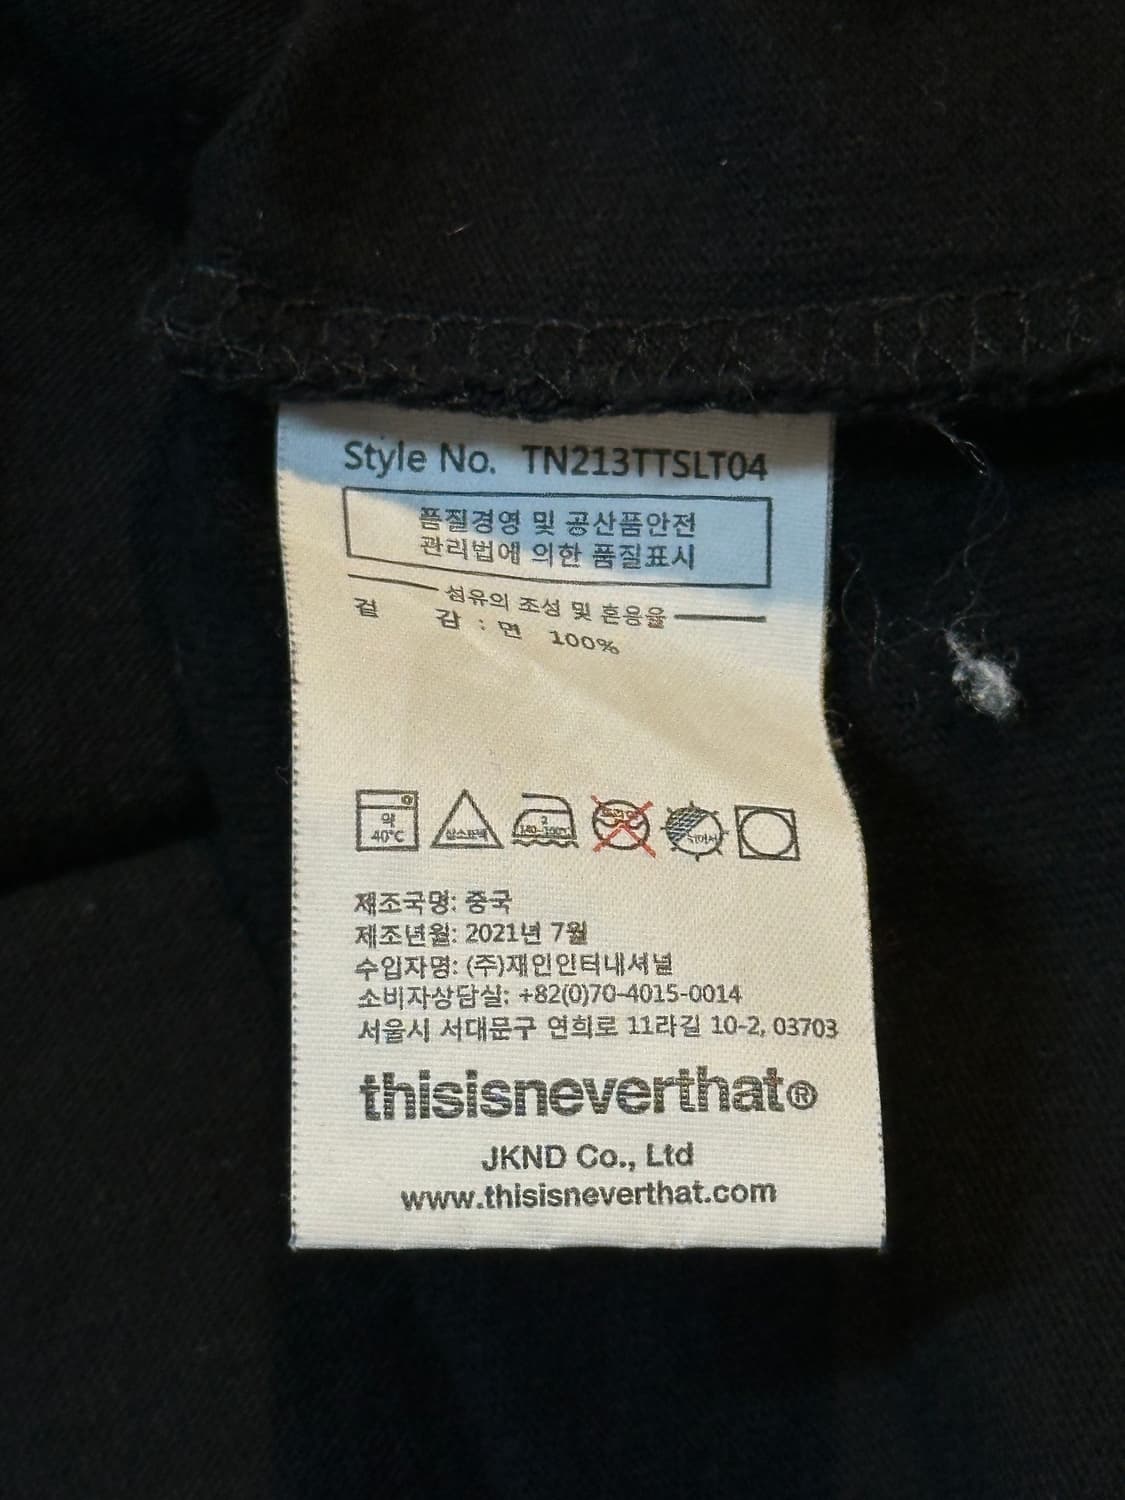 Style No. TN213TTSLT04
품질경영 및 공산품안전
관리법에 의한 품질표시
섬유의 조성 및 혼용율
겉 감 : 면 100%
약
40°C
제조국명: 중국
제조년월: 2021년 7월
수입자명: (주)재인인터내셔널
소비자상담실: +82(0)70-4015-0014
서울시 서대문구 연희로 11라길 10-2, 03703
thisisneverthat®
JKND Co., Ltd
www.thisisneverthat.com